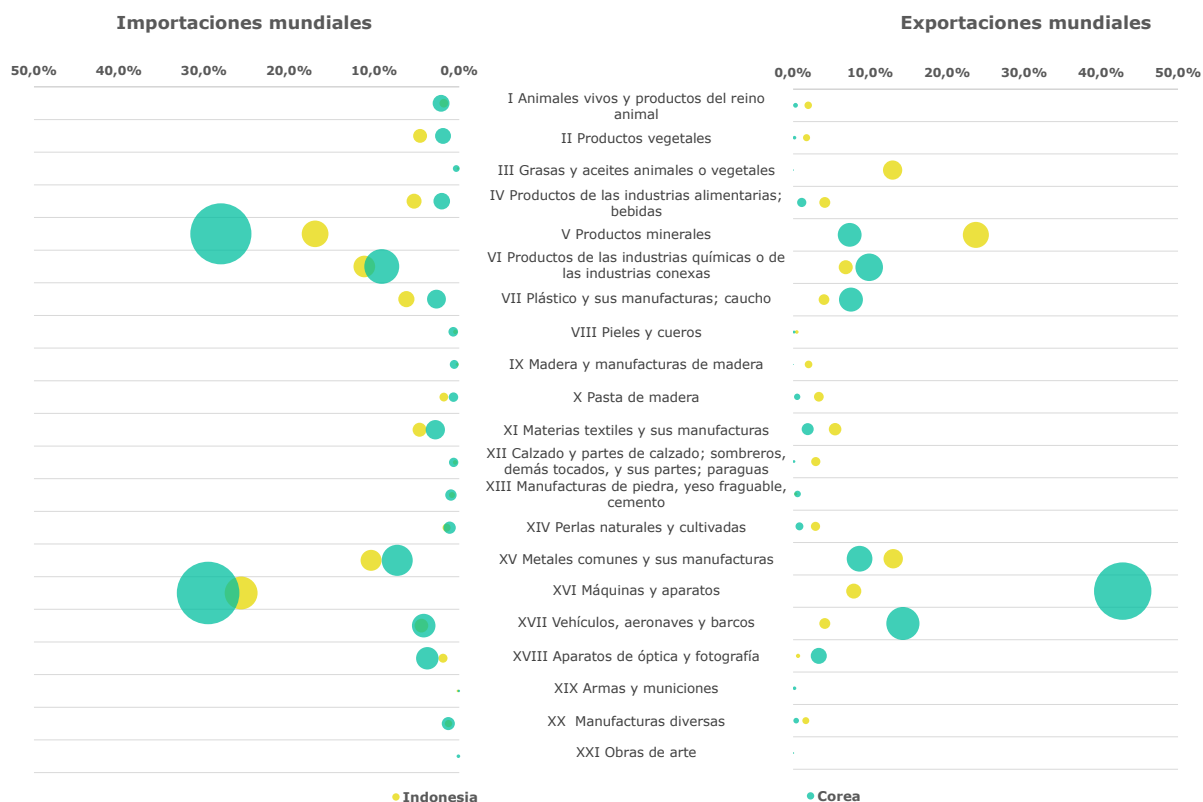 Importaciones mundiales
Exportaciones mundiales
50,0% 40,0% 30,0% 20,0% 10,0% 0,0%
0,0% 10,0% 20,0% 30,0% 40,0% 50,0%
I Animales vivos y productos del reino
animal
II Productos vegetales
III Grasas y aceites animales o vegetales
IV Productos de las industrias alimentarias;
bebidas
V Productos minerales
VI Productos de las industrias químicas o de
las industrias conexas
VII Plástico y sus manufacturas; caucho
VIII Pieles y cueros
IX Madera y manufacturas de madera
X Pasta de madera
XI Materias textiles y sus manufacturas
XII Calzado y partes de calzado; sombreros,
demás tocados, y sus partes; paraguas
XIII Manufacturas de piedra, yeso fraguable,
cemento
XIV Perlas naturales y cultivadas
XV Metales comunes y sus manufacturas
XVI Máquinas y aparatos
XVII Vehículos, aeronaves y barcos
XVIII Aparatos de óptica y fotografía
XIX Armas y municiones
XX Manufacturas diversas
XXI Obras de arte
Indonesia
Corea